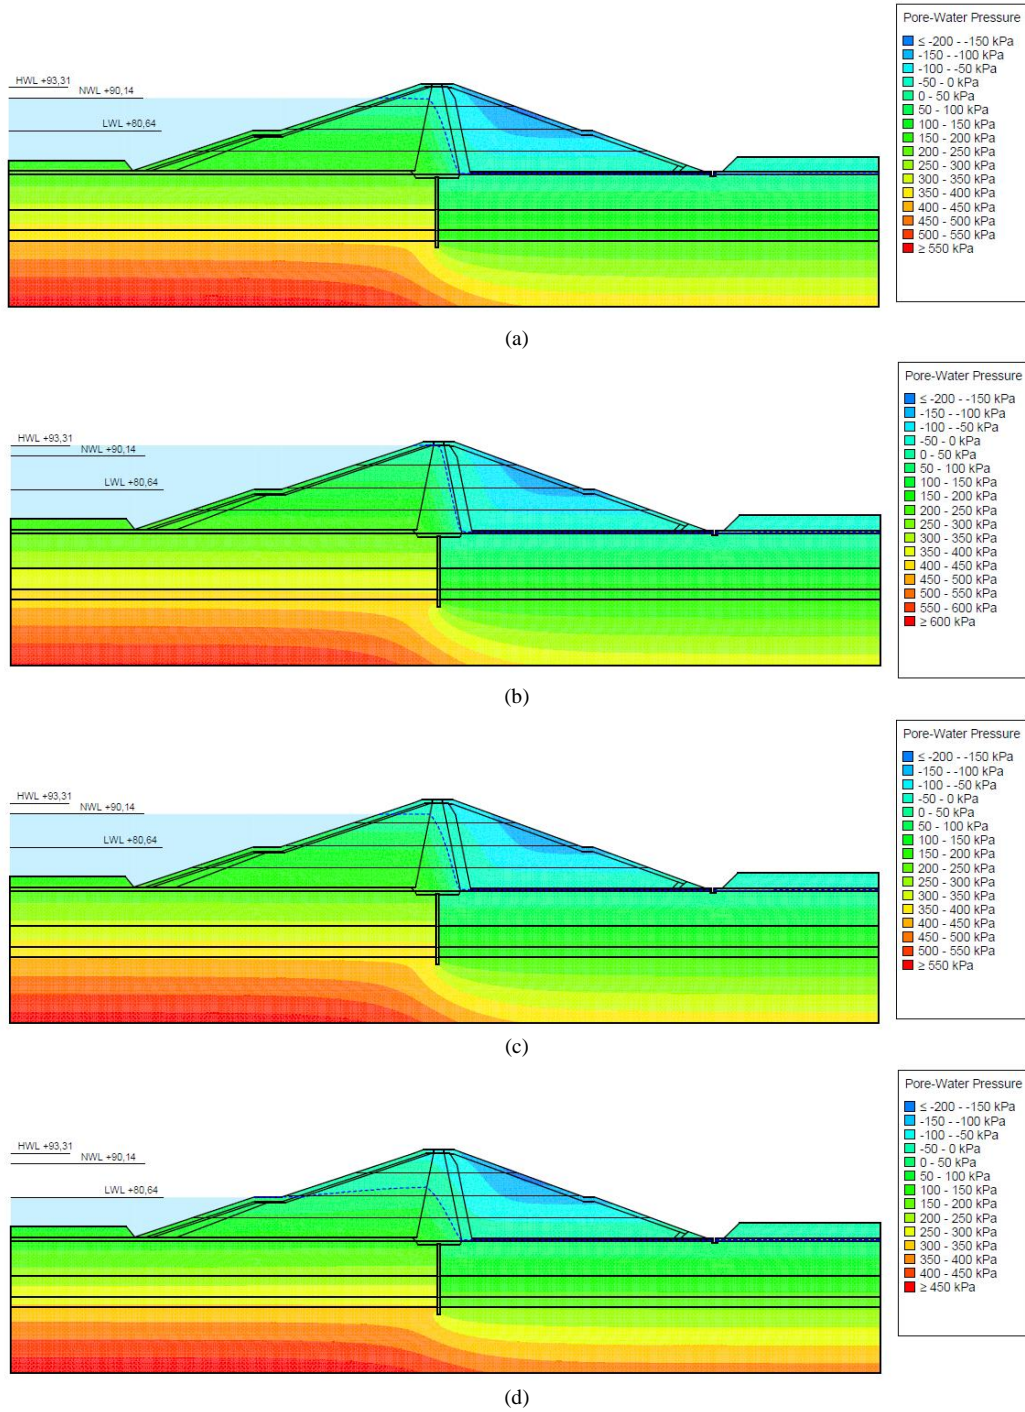 Pore-Water Pressure
≤ -200 - -150 kPa
-150 - -100 kPa
-100 - -50 kPa
-50 - 0 kPa
0 - 50 kPa
50 - 100 kPa
100 - 150 kPa
150 - 200 kPa
200 - 250 kPa
250 - 300 kPa
300 - 350 kPa
350 - 400 kPa
400 - 450 kPa
450 - 500 kPa
500 - 550 kPa
≥ 550 kPa
HWL +93,31
NWL +90,14
LWL +80,64
(a)
Pore-Water Pressure
≤ -200 - -150 kPa
-150 - -100 kPa
-100 - -50 kPa
-50 - 0 kPa
0 - 50 kPa
50 - 100 kPa
100 - 150 kPa
150 - 200 kPa
200 - 250 kPa
250 - 300 kPa
300 - 350 kPa
350 - 400 kPa
400 - 450 kPa
450 - 500 kPa
500 - 550 kPa
550 - 600 kPa
≥ 600 kPa
HWL +93,31
NWL +90,14
LWL +80,64
(b)
Pore-Water Pressure
≤ -200 - -150 kPa
-150 - -100 kPa
-100 - -50 kPa
-50 - 0 kPa
0 - 50 kPa
50 - 100 kPa
100 - 150 kPa
150 - 200 kPa
200 - 250 kPa
250 - 300 kPa
300 - 350 kPa
350 - 400 kPa
400 - 450 kPa
450 - 500 kPa
500 - 550 kPa
≥ 550 kPa
HWL +93,31
NWL +90,14
LWL +80,64
(c)
Pore-Water Pressure
≤ -200 - -150 kPa
-150 - -100 kPa
-100 - -50 kPa
-50 - 0 kPa
0 - 50 kPa
50 - 100 kPa
100 - 150 kPa
150 - 200 kPa
200 - 250 kPa
250 - 300 kPa
300 - 350 kPa
350 - 400 kPa
400 - 450 kPa
≥ 450 kPa
HWL +93,31
NWL +90,14
LWL +80,64
(d)